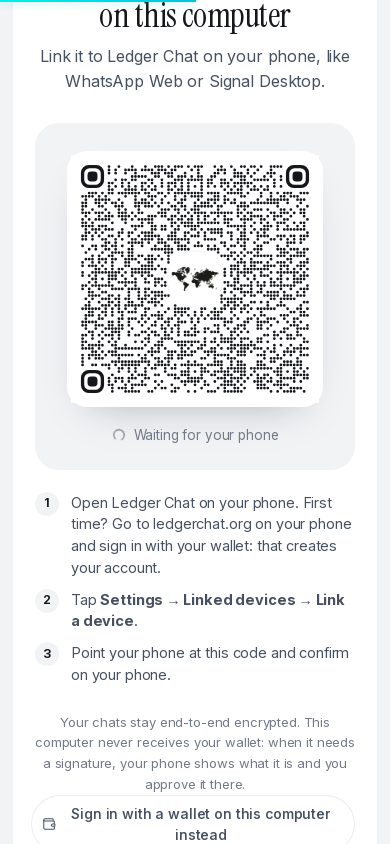 on this computer
Link it to Ledger Chat on your phone, like
WhatsApp Web or Signal Desktop.
Waiting for your phone
1
Open Ledger Chat on your phone. First
time? Go to ledgerchat.org on your phone
and sign in with your wallet: that creates
your account.
2
Tap Settings → Linked devices → Link
a device.
3
Point your phone at this code and confirm
on your phone.
Your chats stay end-to-end encrypted. This
computer never receives your wallet: when it needs
a signature, your phone shows what it is and you
approve it there.
Sign in with a wallet on this computer
instead